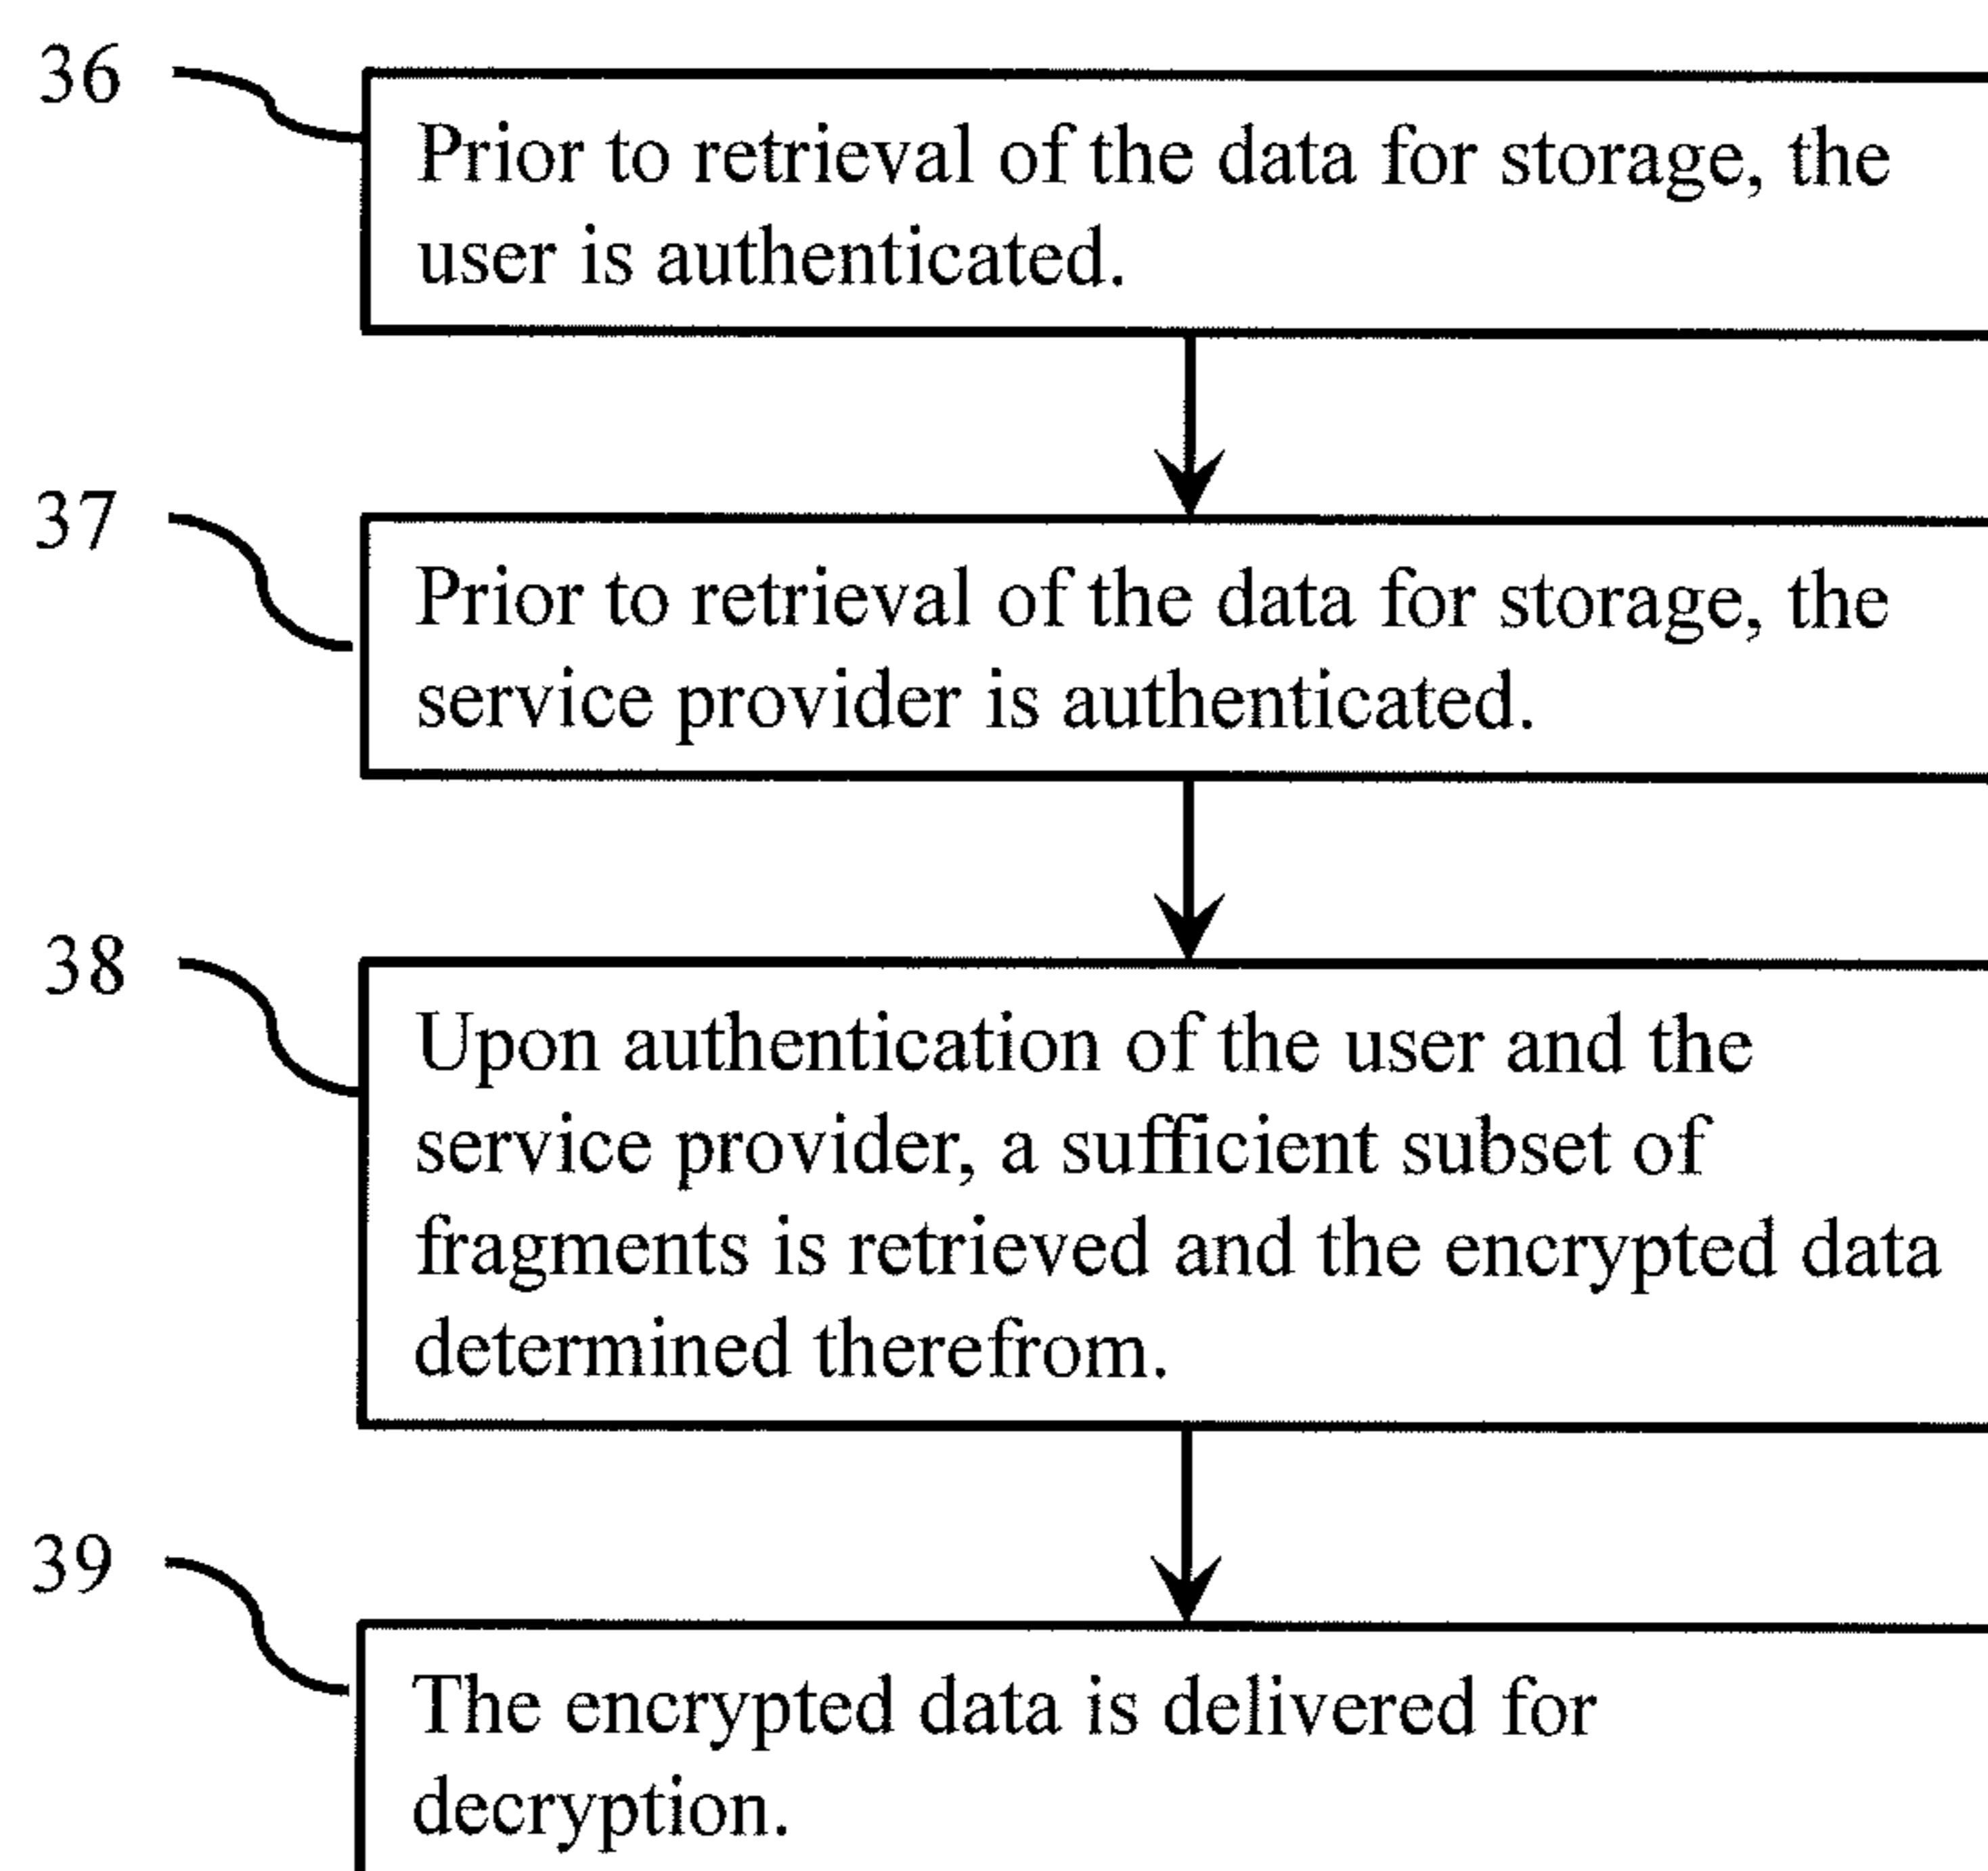 36
Prior to retrieval of the data for storage, the
user is authenticated.
37
Prior to retrieval of the data for storage, the
service provider is authenticated.
38
Upon authentication of the user and the
service provider, a sufficient subset of
fragments is retrieved and the encrypted data
determined therefrom.
39
The encrypted data is delivered for
decryption.